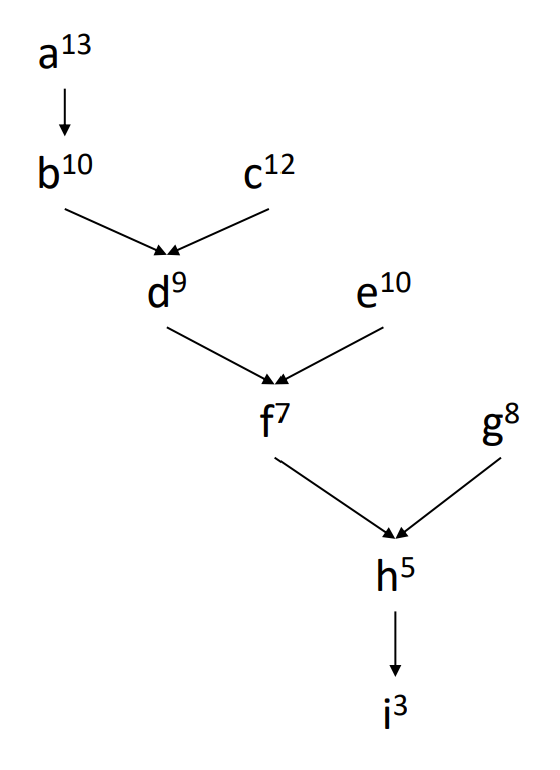 a¹³
b¹⁰ c¹²
d⁹ e¹⁰
f⁷ g⁸
h⁵
i³